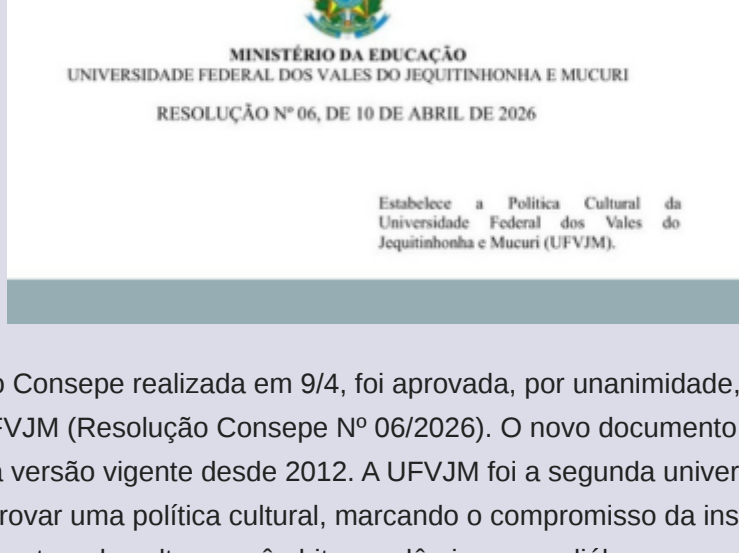 MINISTÉRIO DA EDUCAÇÃO
UNIVERSIDADE FEDERAL DOS VALES DO JEQUITINHONHA E MUCURI
RESOLUÇÃO Nº 06, DE 10 DE ABRIL DE 2026
Estabelece a Política Cultural da
Universidade Federal dos Vales do
Jequitinhonha e Mucuri (UFVJM).
o Consepe realizada em 9/4, foi aprovada, por unanimidade,
FVJM (Resolução Consepe Nº 06/2026). O novo documento
a versão vigente desde 2012. A UFVJM foi a segunda univer
rovar uma política cultural, marcando o compromisso da ins